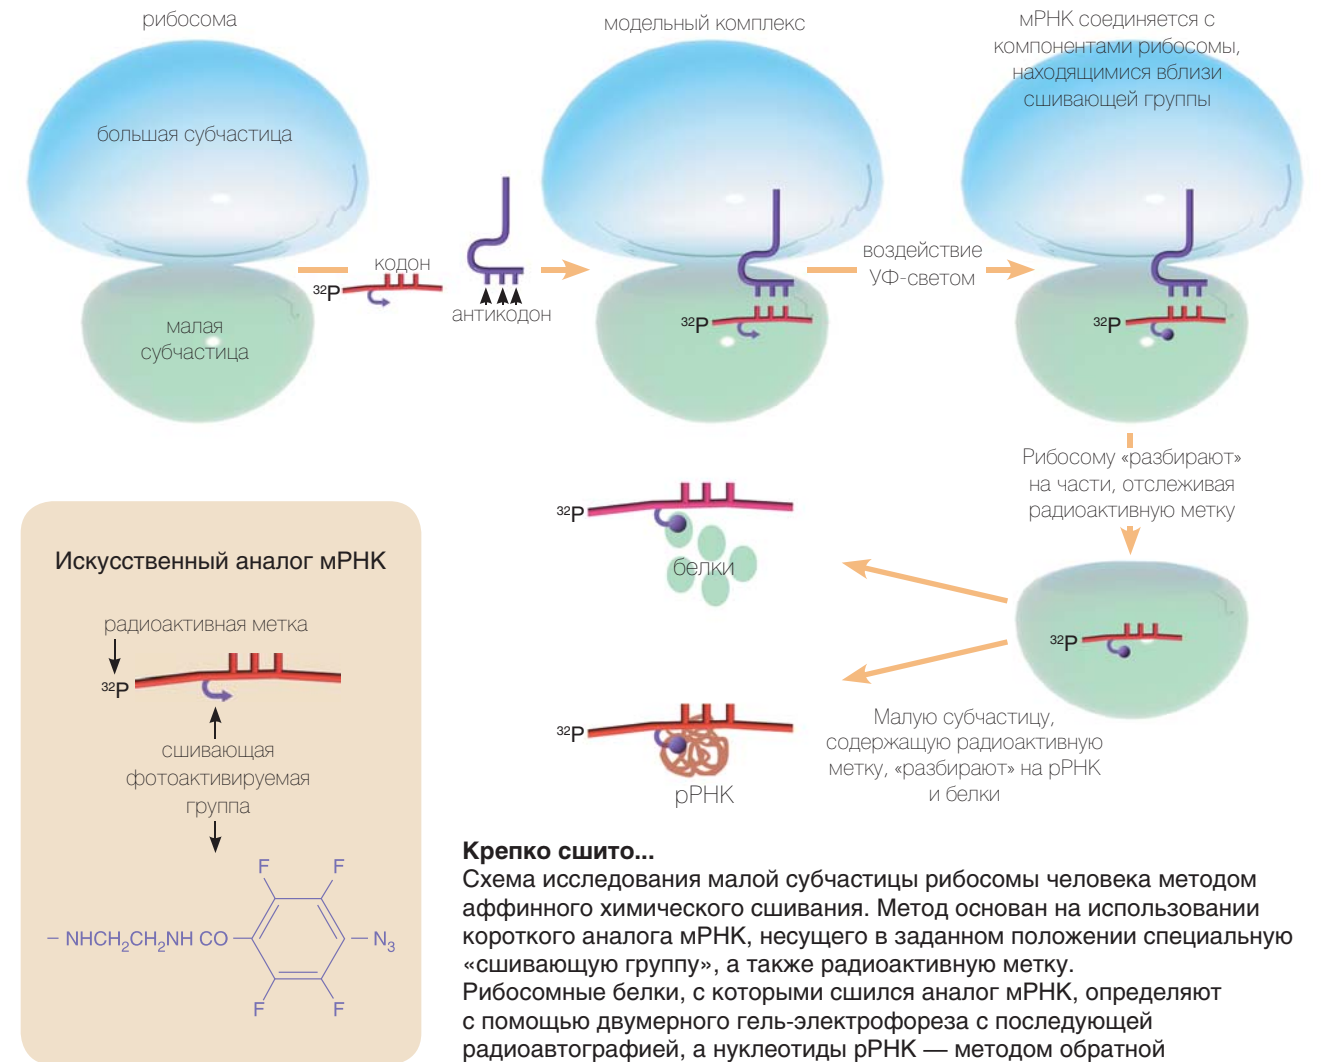 рибосома
большая субчастица
малая
субчастица
кодон
³²P
антикодон
модельный комплекс
³²P
воздействие
УФ-светом
мРНК соединяется с
компонентами рибосомы,
находящимися вблизи
сшивающей группы
³²P
Рибосому «разбирают»
на части, отслеживая
радиоактивную метку
³²P
Малую субчастицу,
содержащую радиоактивную
метку, «разбирают» на рРНК
и белки
³²P
белки
³²P
рРНК
Искусственный аналог мРНК
радиоактивная метка
³²P
сшивающая
фотоактивируемая
группа
F F
– NHCH₂CH₂NH CO – N₃
F F
Крепко сшито...
Схема исследования малой субчастицы рибосомы человека методом
аффинного химического сшивания. Метод основан на использовании
короткого аналога мРНК, несущего в заданном положении специальную
«сшивающую группу», а также радиоактивную метку.
Рибосомные белки, с которыми сшился аналог мРНК, определяют
с помощью двумерного гель-электрофореза с последующей
радиоавтографией, а нуклеотиды рРНК — методом обратной